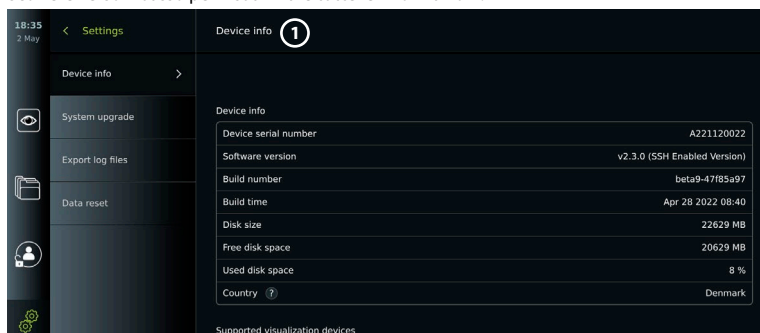 18:35
2 May
Settings
Device info
1
Device info
System upgrade
Export log files
Data reset
Device info
Device serial number A221120022
Software version v2.3.0 (SSH Enabled Version)
Build number beta9-47f85a97
Build time Apr 28 2022 08:40
Disk size 22629 MB
Free disk space 20629 MB
Used disk space 8 %
Country ? Denmark
Supported visualization devices